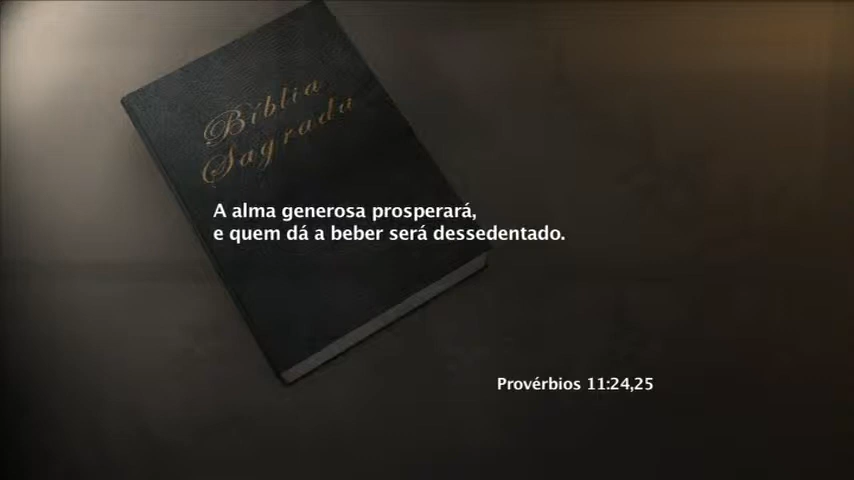 Bíblia
Sagrada
A alma generosa prosperará,
e quem dá a beber será dessedentado.
Provérbios 11:24,25